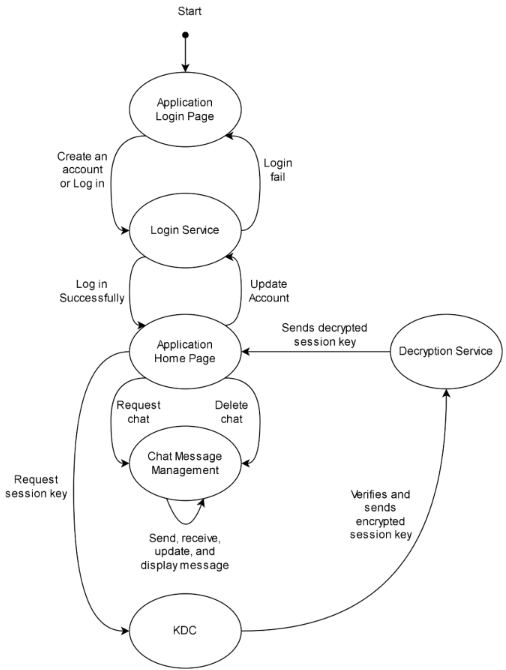 Start
Application
Login Page
Create an
account
or Log in
Login
fail
Login Service
Log in
Successfully
Update
Account
Sends decrypted
session key
Application
Home Page
Decryption Service
Request
chat
Delete
chat
Chat Message
Management
Request
session key
Verifies and
sends
encrypted
session key
Send, receive,
update, and
display message
KDC